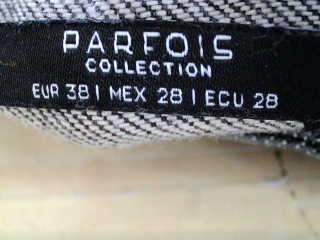 PARFOIS
COLLECTION
EUR 38 | MEX 28 | ECU 28